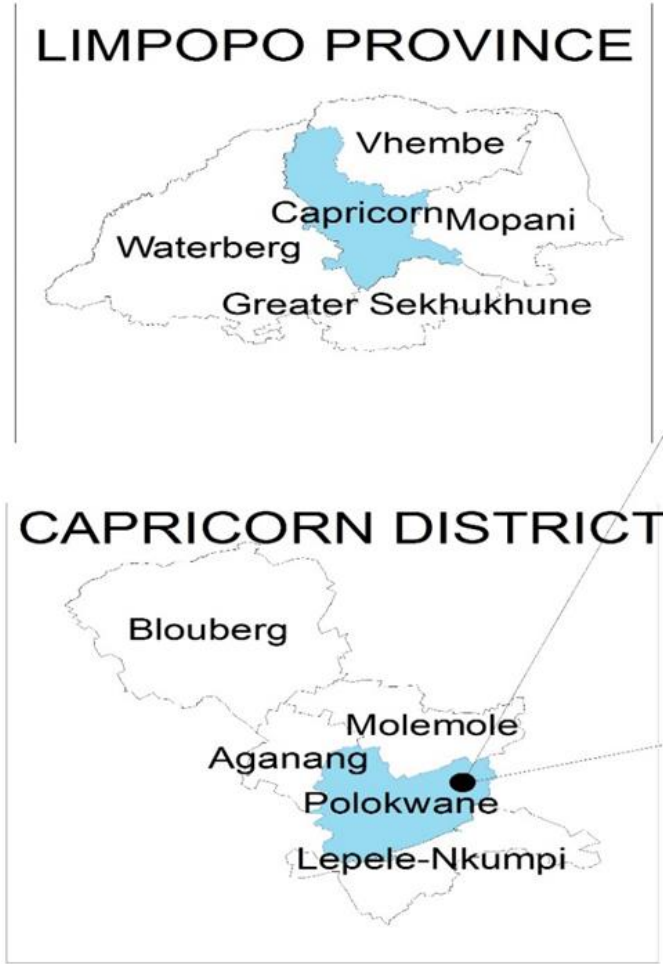 LIMPOPO PROVINCE
Vhembe
Capricorn
Mopani
Waterberg
Greater Sekhukhune
CAPRICORN DISTRICT
Blouberg
Molemole
Aganang
Polokwane
Lepele-Nkumpi